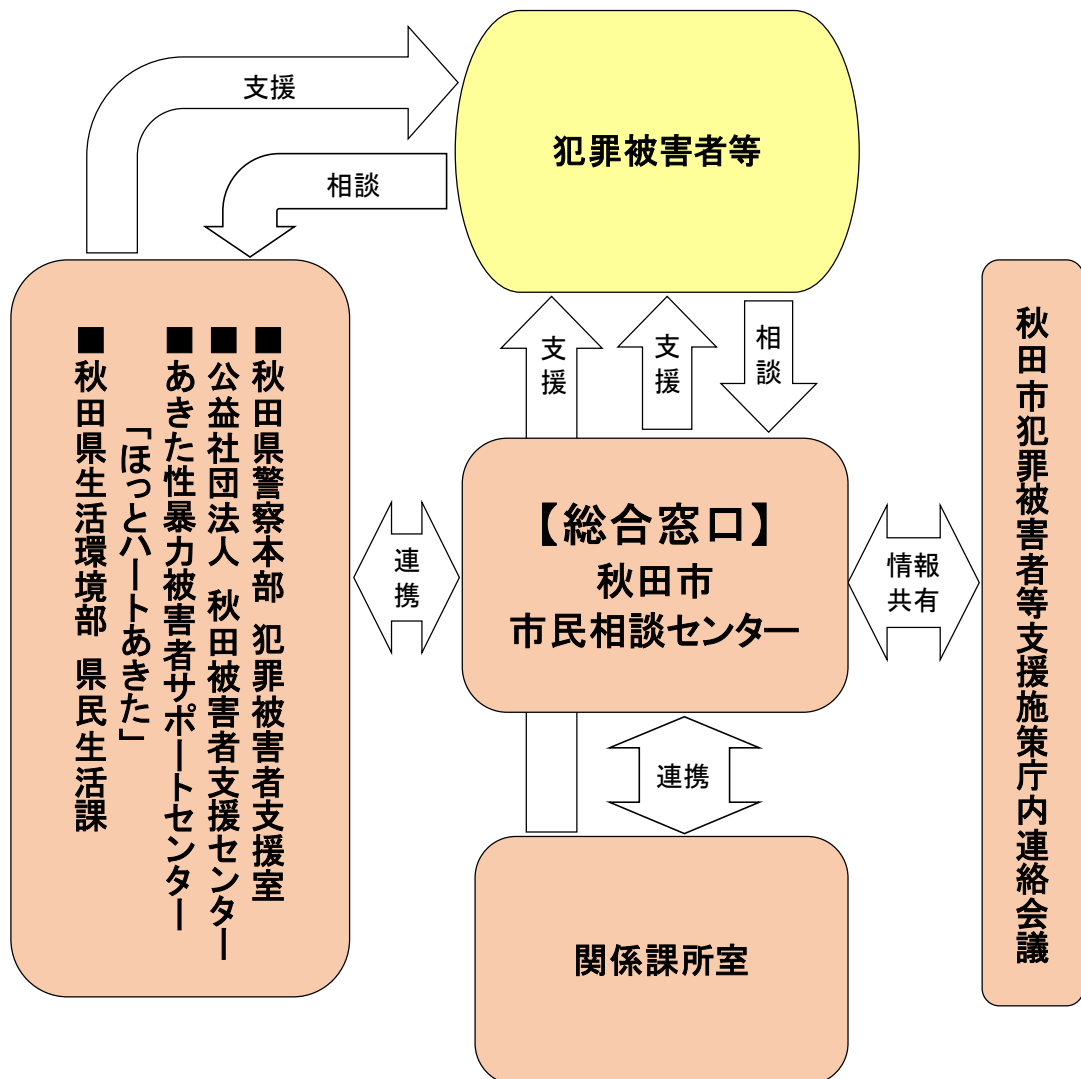 支援
犯罪被害者等
相談
■秋田県警察本部 犯罪被害者支援室
■公益社団法人 秋田被害者支援センター
■あきた性暴力被害者サポートセンター
「ほっとハートあきた」
■秋田県生活環境部 県民生活課
支援
支援
相談
連携
【総合窓口】
秋田市
市民相談センター
情報
共有
秋田市犯罪被害者等支援施策庁内連絡会議
連携
関係課所室